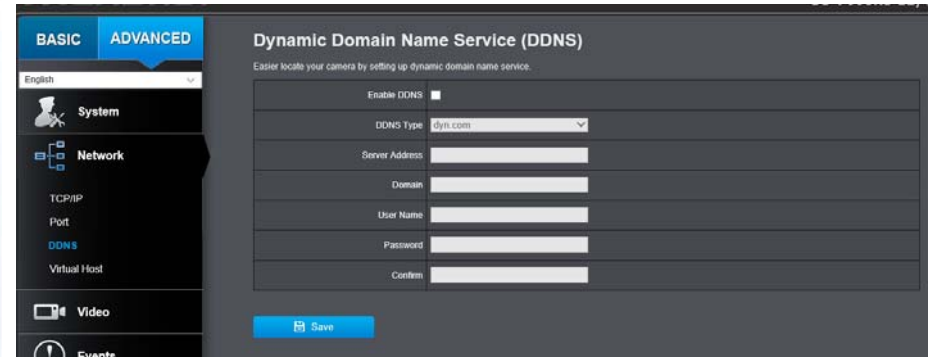 BASIC ADVANCED
English
System
Network
TCP/IP
Port
DDNS
Virtual Host
Video
Events
Dynamic Domain Name Service (DDNS)
Easier locate your camera by setting up dynamic domain name service.
Enable DDNS
DDNS Type dyn.com
Server Address
Domain
User Name
Password
Confirm
Save